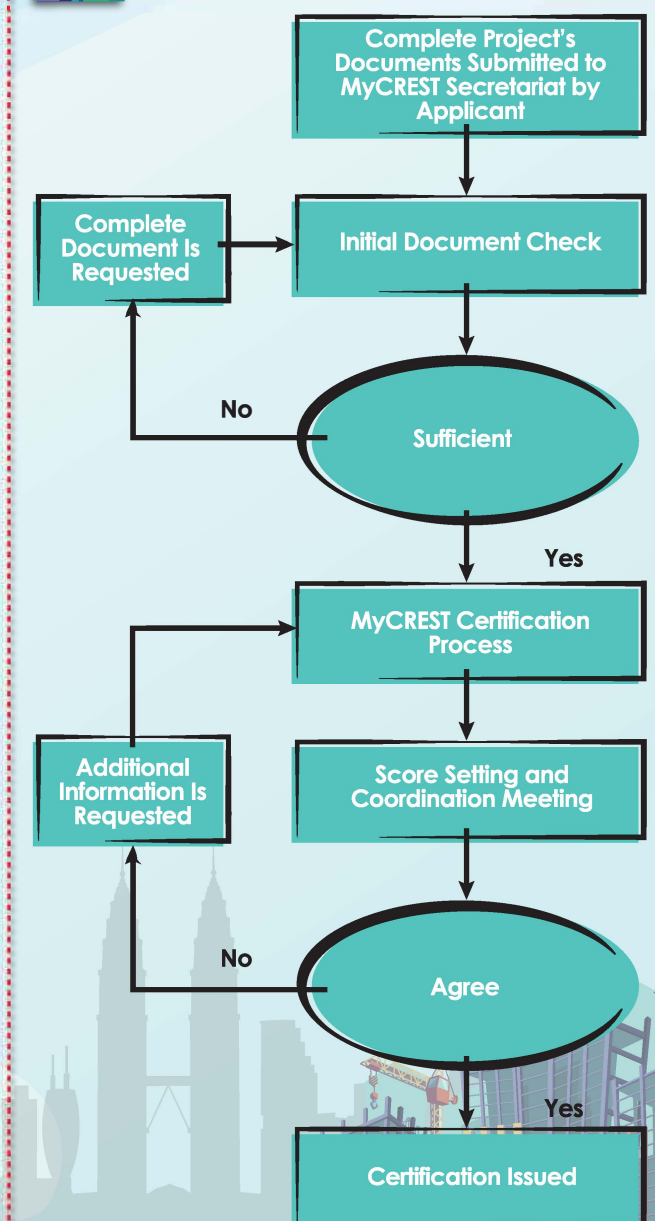 Complete Project's
Documents Submitted to
MyCREST Secretariat by
Applicant
Complete
Document Is
Requested
Initial Document Check
No
Sufficient
Yes
MyCREST Certification
Process
Additional
Information Is
Requested
Score Setting and
Coordination Meeting
No
Agree
Yes
Certification Issued